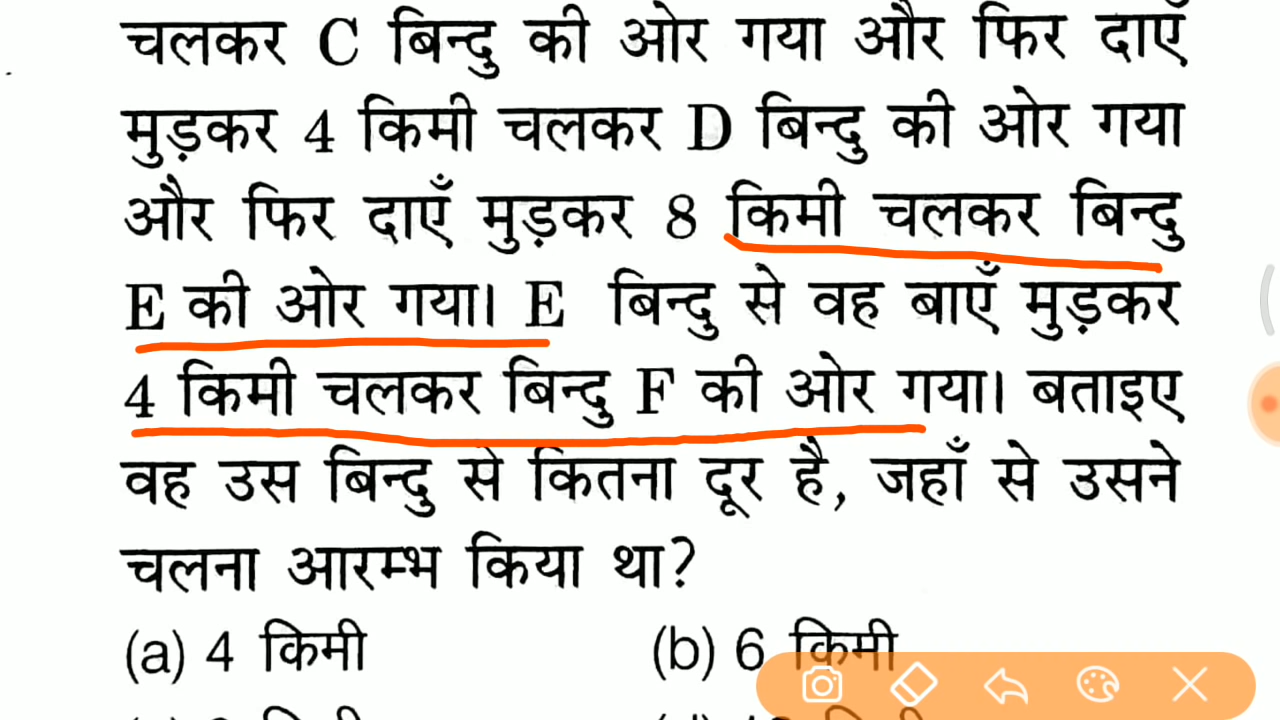 चलकर C बिन्दु की ओर गया और फिर दाएँ
मुड़कर 4 किमी चलकर D बिन्दु की ओर गया
और फिर दाएँ मुड़कर 8 किमी चलकर बिन्दु
E की ओर गया। E बिन्दु से वह बाएँ मुड़कर
4 किमी चलकर बिन्दु F की ओर गया। बताइए
वह उस बिन्दु से कितना दूर है, जहाँ से उसने
चलना आरम्भ किया था?
(a) 4 किमी (b) 6 किमी